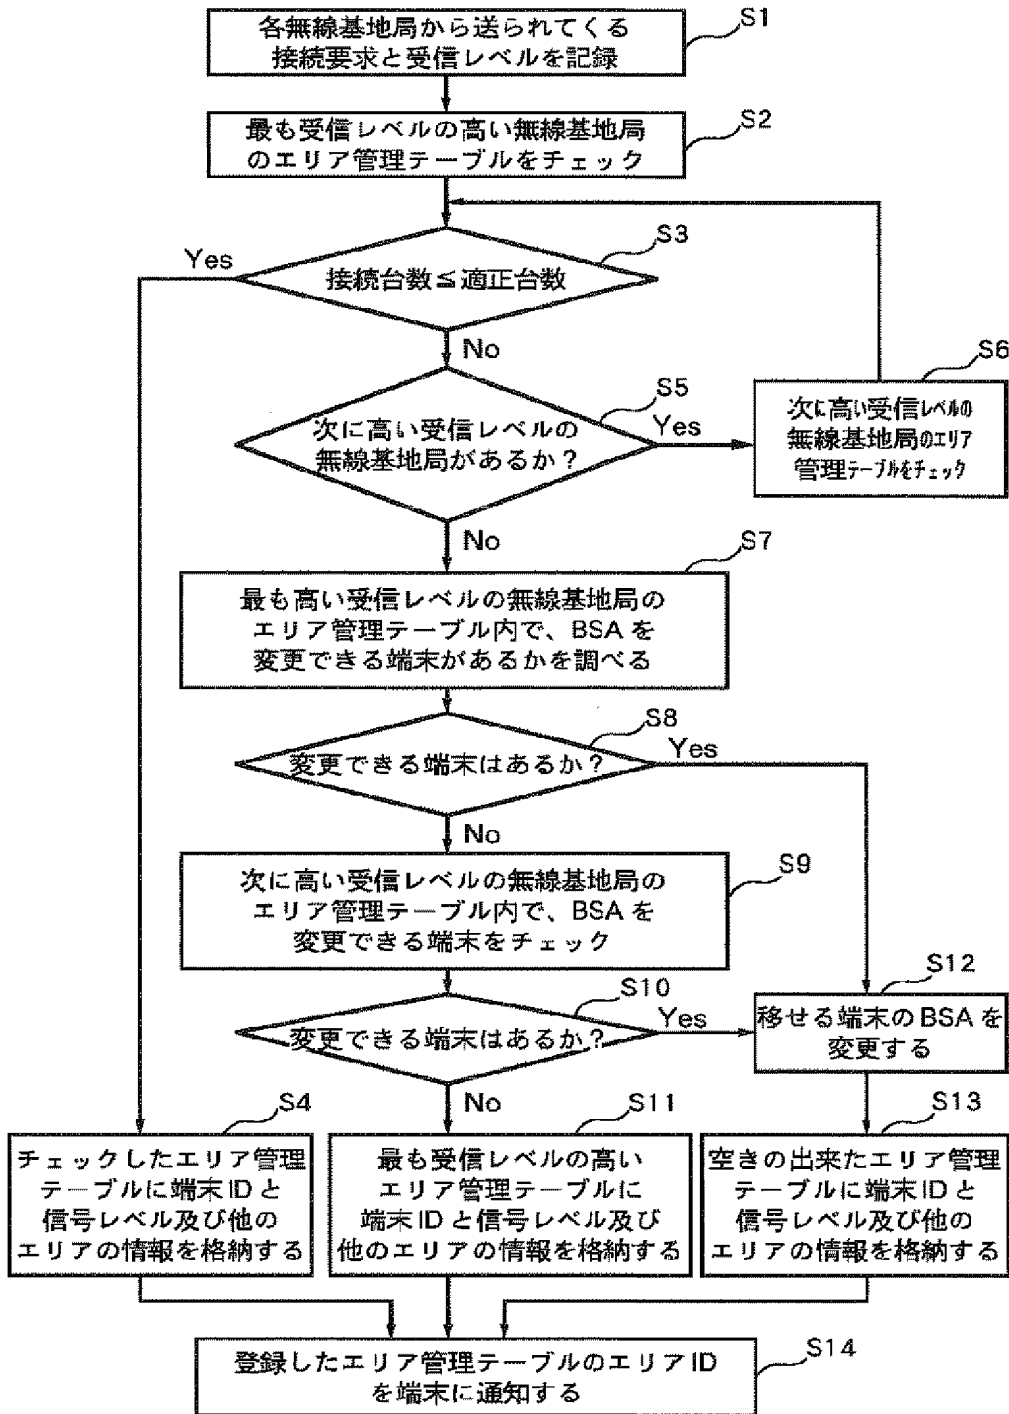 S1
各無線基地局から送られてくる
接続要求と受信レベルを記録
S2
最も受信レベルの高い無線基地局
のエリア管理テーブルをチェック
S3
Yes
接続台数≦適正台数
No
S5
次に高い受信レベルの
無線基地局があるか?
Yes
S6
次に高い受信レベルの
無線基地局のエリア
管理テーブルをチェック
No
S7
最も高い受信レベルの無線基地局の
エリア管理テーブル内で、BSAを
変更できる端末があるかを調べる
S8
変更できる端末はあるか?
Yes
No
S9
次に高い受信レベルの無線基地局の
エリア管理テーブル内で、BSAを
変更できる端末をチェック
S10
変更できる端末はあるか?
Yes
S12
移せる端末のBSAを
変更する
No
S4
チェックしたエリア管理
テーブルに端末IDと
信号レベル及び他の
エリアの情報を格納する
S11
最も受信レベルの高い
エリア管理テーブルに
端末IDと信号レベル及び
他のエリアの情報を格納する
S13
空きの出来たエリア管理
テーブルに端末IDと
信号レベル及び他の
エリアの情報を格納する
S14
登録したエリア管理テーブルのエリアID
を端末に通知する